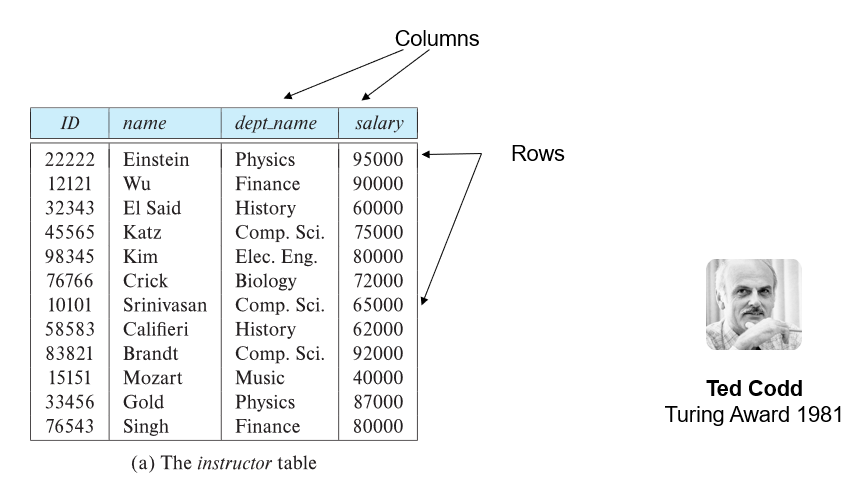 Columns
ID name dept_name salary
22222 Einstein Physics 95000
12121 Wu Finance 90000
32343 El Said History 60000
45565 Katz Comp. Sci. 75000
98345 Kim Elec. Eng. 80000
76766 Crick Biology 72000
10101 Srinivasan Comp. Sci. 65000
58583 Califieri History 62000
83821 Brandt Comp. Sci. 92000
15151 Mozart Music 40000
33456 Gold Physics 87000
76543 Singh Finance 80000
(a) The instructor table
Rows
Ted Codd
Turing Award 1981